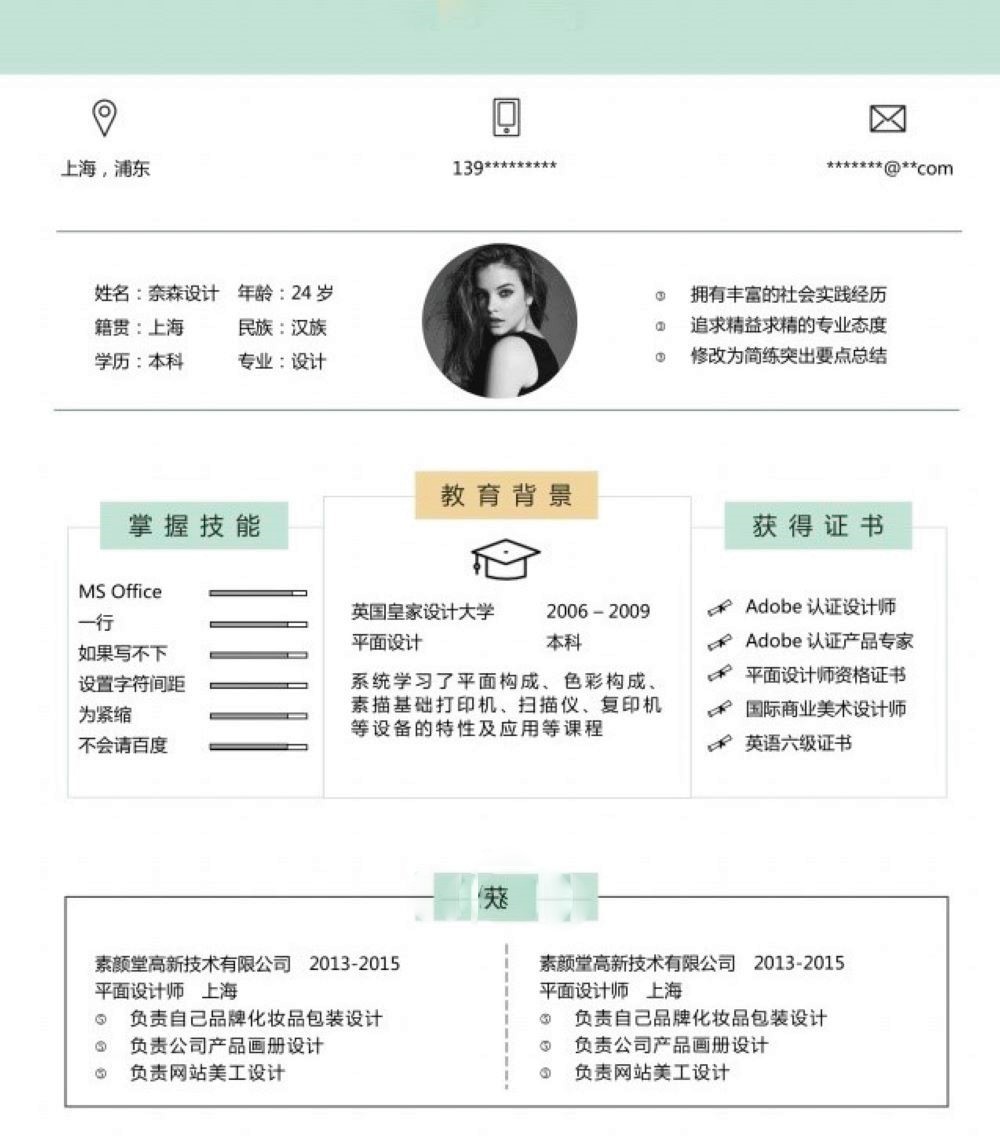 上海，浦东
139*********
*******@**com
姓名：奈森设计 年龄：24 岁
籍贯：上海 民族：汉族
学历：本科 专业：设计
拥有丰富的社会实践经历
追求精益求精的专业态度
修改为简练突出要点总结
掌握技能
MS Office
一行
如果写不下
设置字符间距
为紧缩
不会请百度
教育背景
英国皇家设计大学 2006 – 2009
平面设计 本科
系统学习了平面构成、色彩构成、
素描基础打印机、扫描仪、复印机
等设备的特性及应用等课程
获得证书
Adobe 认证设计师
Adobe 认证产品专家
平面设计师资格证书
国际商业美术设计师
英语六级证书
素颜堂高新技术有限公司 2013-2015
平面设计师 上海
负责自己品牌化妆品包装设计
负责公司产品画册设计
负责网站美工设计
素颜堂高新技术有限公司 2013-2015
平面设计师 上海
负责自己品牌化妆品包装设计
负责公司产品画册设计
负责网站美工设计